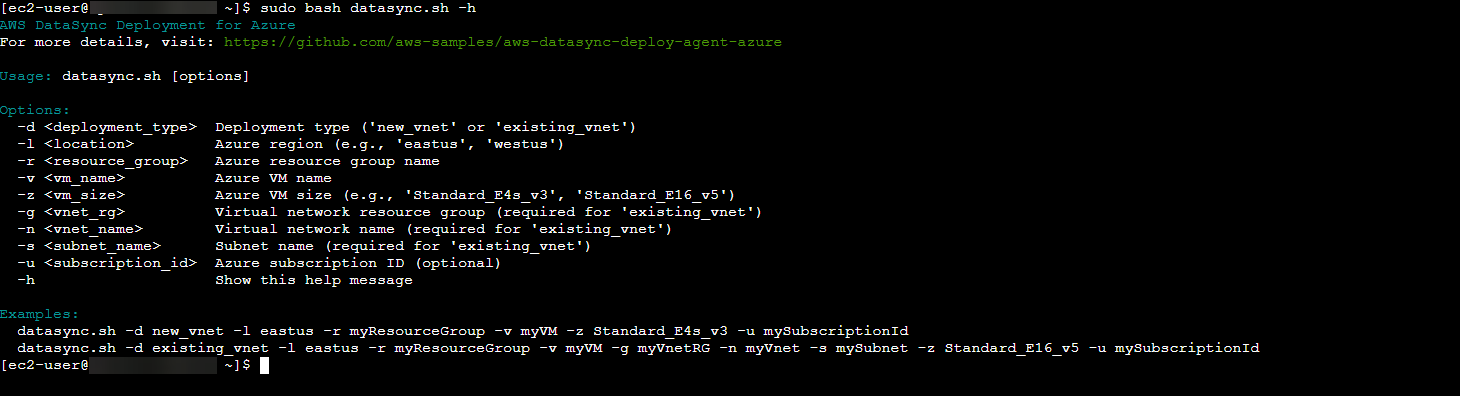 [ec2-user@ ~]$ sudo bash datasync.sh -h
AWS DataSync Deployment for Azure
For more details, visit: https://github.com/aws-samples/aws-datasync-deploy-agent-azure
Usage: datasync.sh [options]
Options:
-d <deployment_type> Deployment type ('new_vnet' or 'existing_vnet')
-l <location> Azure region (e.g., 'eastus', 'westus')
-r <resource_group> Azure resource group name
-v <vm_name> Azure VM name
-z <vm_size> Azure VM size (e.g., 'Standard_E4s_v3', 'Standard_E16_v5')
-g <vnet_rg> Virtual network resource group (required for 'existing_vnet')
-n <vnet_name> Virtual network name (required for 'existing_vnet')
-s <subnet_name> Subnet name (required for 'existing_vnet')
-u <subscription_id> Azure subscription ID (optional)
-h Show this help message
Examples:
datasync.sh -d new_vnet -l eastus -r myResourceGroup -v myVM -z Standard_E4s_v3 -u mySubscriptionId
datasync.sh -d existing_vnet -l eastus -r myResourceGroup -v myVM -g myVnetRG -n myVnet -s mySubnet -z Standard_E16_v5 -u mySubscriptionId
[ec2-user@ ~]$